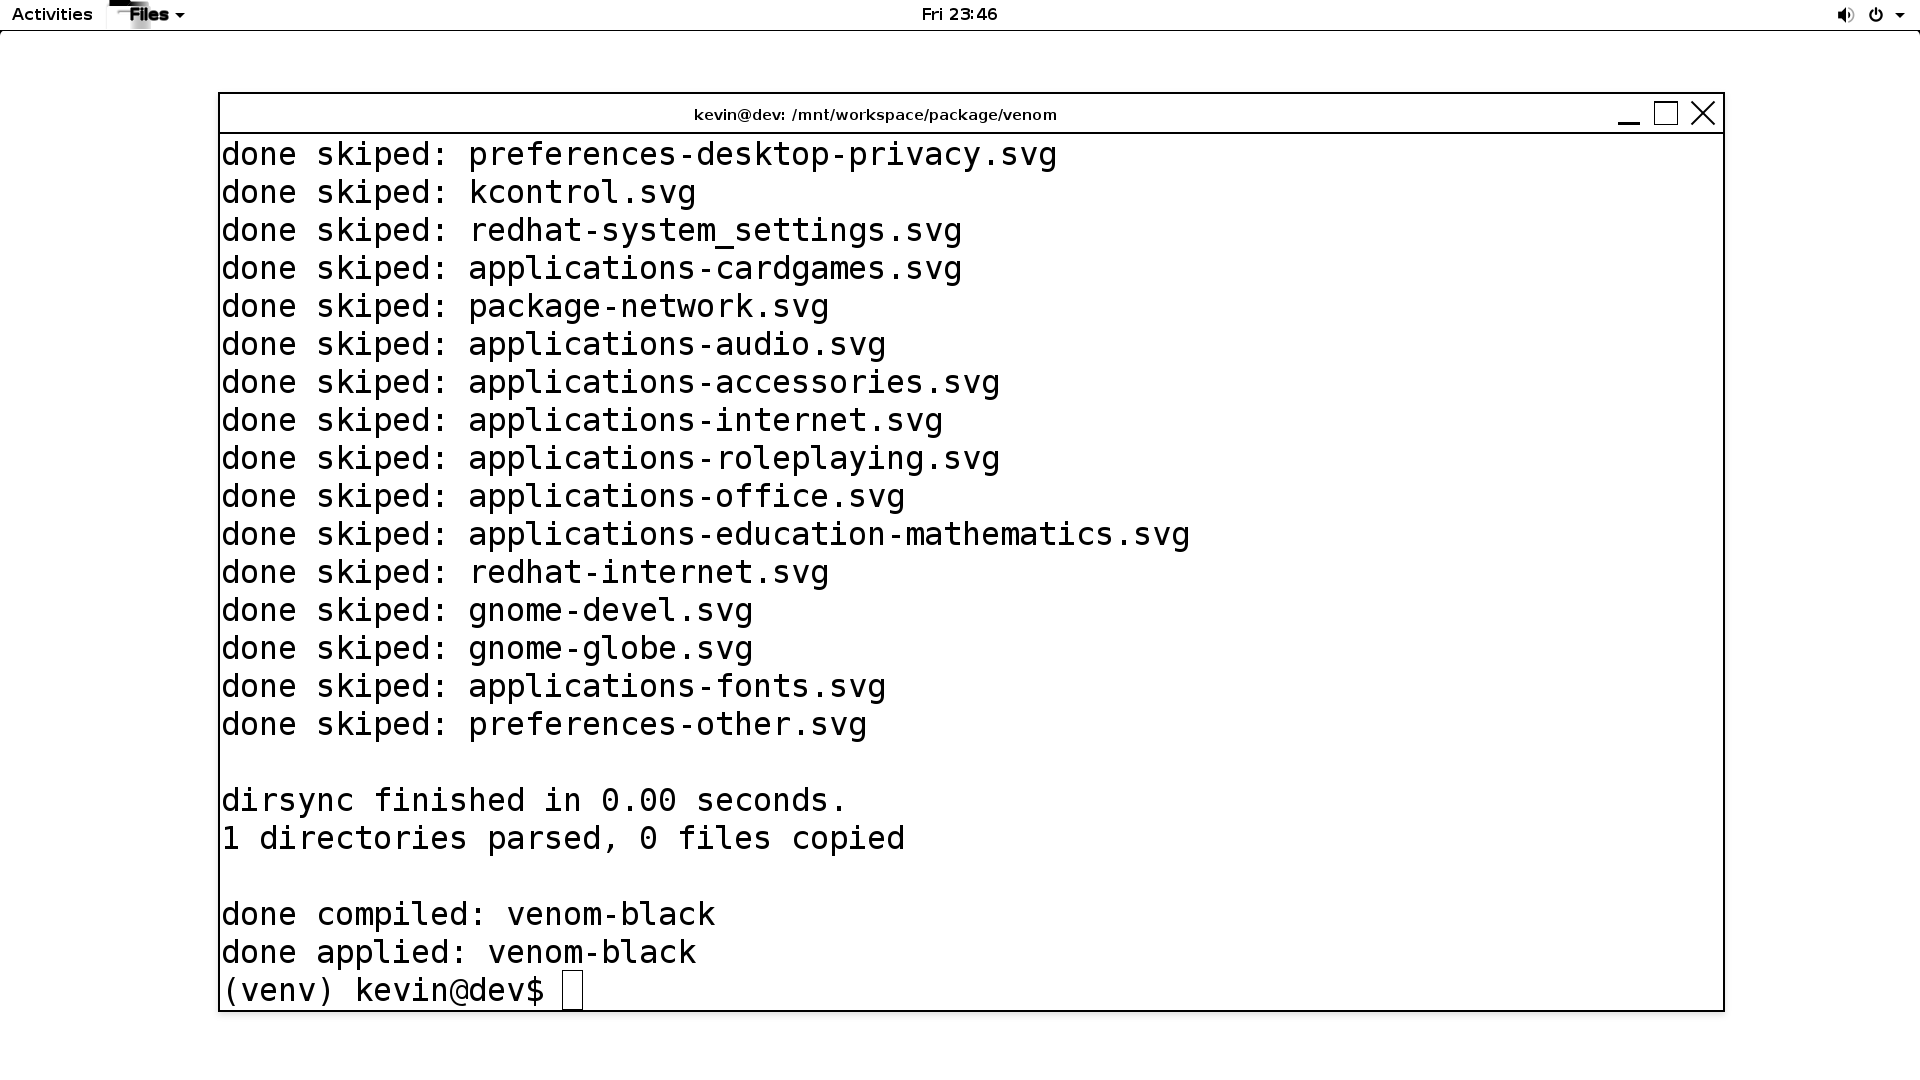 Activities Files Fri 23:46
kevin@dev: /mnt/workspace/package/venom
done skiped: preferences-desktop-privacy.svg
done skiped: kcontrol.svg
done skiped: redhat-system_settings.svg
done skiped: applications-cardgames.svg
done skiped: package-network.svg
done skiped: applications-audio.svg
done skiped: applications-accessories.svg
done skiped: applications-internet.svg
done skiped: applications-roleplaying.svg
done skiped: applications-office.svg
done skiped: applications-education-mathematics.svg
done skiped: redhat-internet.svg
done skiped: gnome-devel.svg
done skiped: gnome-globe.svg
done skiped: applications-fonts.svg
done skiped: preferences-other.svg
dirsync finished in 0.00 seconds.
1 directories parsed, 0 files copied
done compiled: venom-black
done applied: venom-black
(venv) kevin@dev$